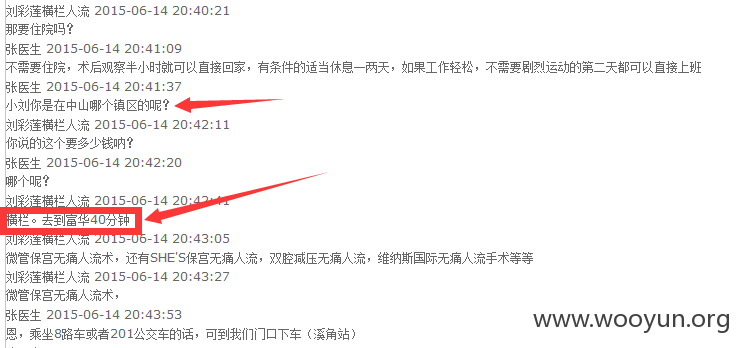 刘彩莲横栏人流 2015-06-14 20:40:21
那要住院吗?
张医生 2015-06-14 20:41:09
不需要住院，术后观察半小时就可以直接回家，有条件的适当休息一两天，如果工作轻松，不需要剧烈运动的第二天都可以直接上班
张医生 2015-06-14 20:41:37
小刘你是在中山哪个镇区的呢?
刘彩莲横栏人流 2015-06-14 20:42:11
你说的这个要多少钱呐?
张医生 2015-06-14 20:42:20
哪个呢?
刘彩莲横栏人流 2015-06-14 20:42:41
横栏。去到富华40分钟
刘彩莲横栏人流 2015-06-14 20:43:05
微管保宫无痛人流术，还有SHE'S保宫无痛人流，双腔减压无痛人流，维纳斯国际无痛人流手术等等
刘彩莲横栏人流 2015-06-14 20:43:27
微管保宫无痛人流术，
张医生 2015-06-14 20:43:53
恩，乘坐8路车或者201公交车的话，可到我们门口下车（溪角站）
www.wooyun.org